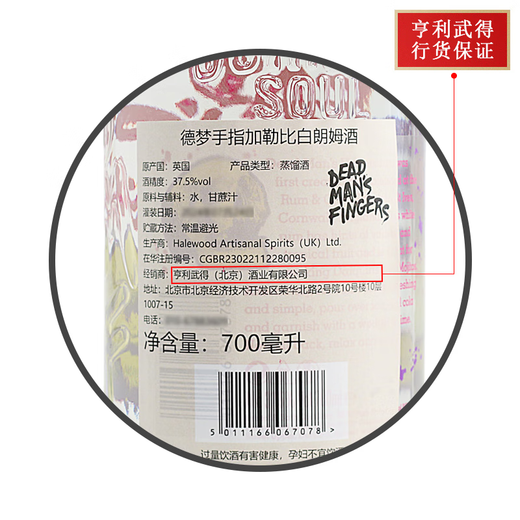 亨利武得
行货保证
SOUL
德梦手指加勒比白朗姆酒
原产国：英国 产品类型：蒸馏酒
酒精度：37.5%vol
原料与辅料：水，甘蔗汁
灌装日期：
贮藏方法：常温避光
DEAD
MAN'S
FINGERS
生产商：Halewood Artisanal Spirits (UK) Ltd.
在华注册编号：CGBR23022112280095
经销商：亨利武得（北京）酒业有限公司
地址：北京市北京经济技术开发区荣华北路2号院10号楼10层
1007-15
电话：
净含量：700毫升
5 011166 067078 >
过量饮酒有害健康，孕妇不宜饮